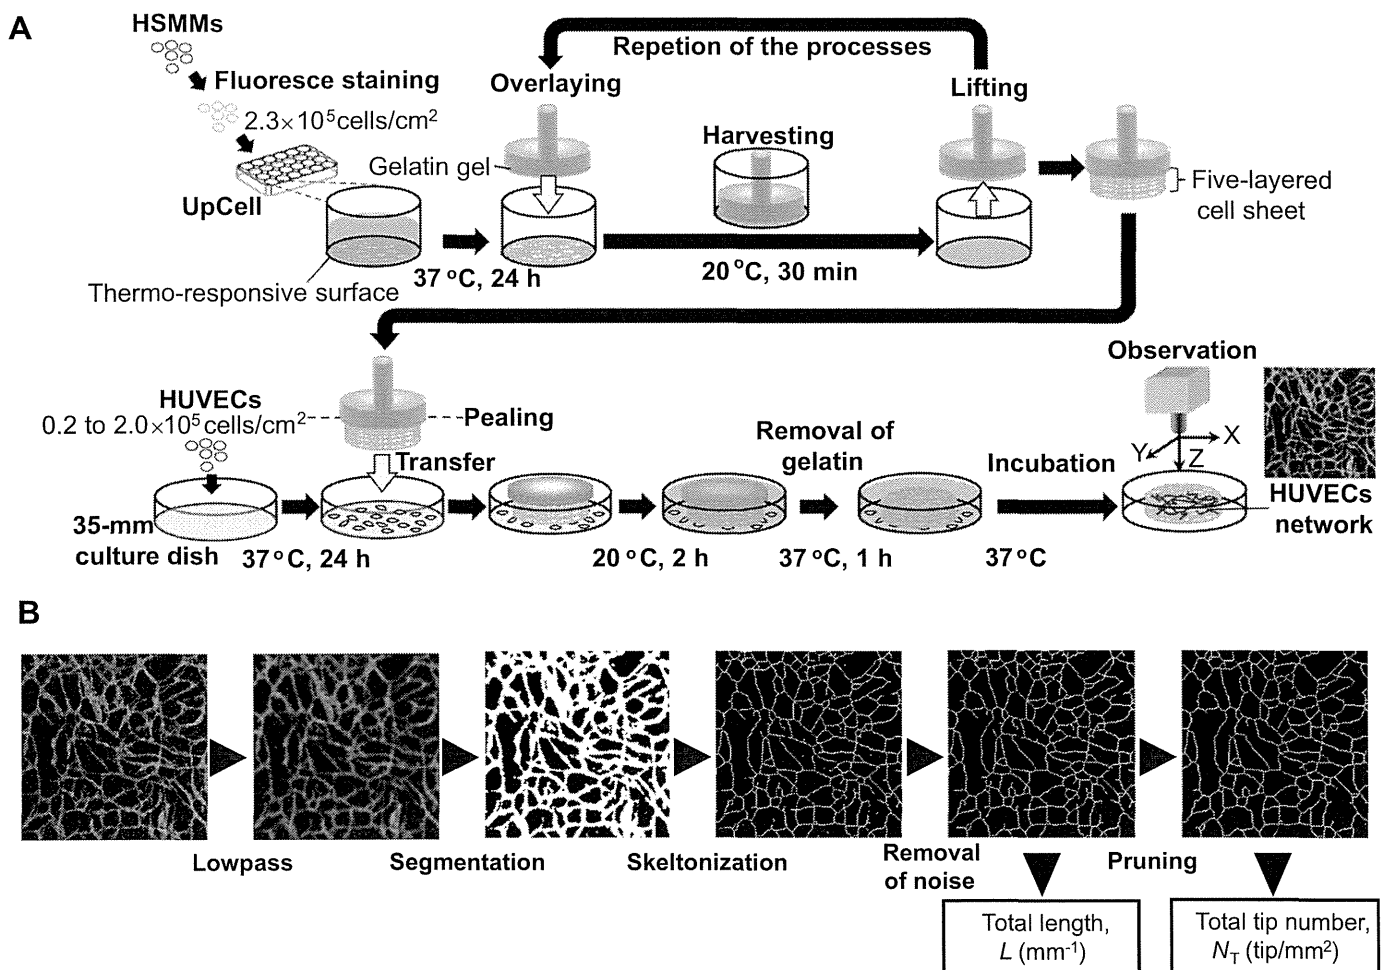 A
HSMMs
Fluoresce staining
2.3×10⁵cells/cm²
UpCell
Thermo-responsive surface
37 °C, 24 h
Repetion of the processes
Overlaying
Gelatin gel
Harvesting
20 °C, 30 min
Lifting
Five-layered
cell sheet
HUVECs
0.2 to 2.0×10⁵cells/cm²
35-mm
culture dish
37 °C, 24 h
Pealing
Transfer
20 °C, 2 h
Removal of
gelatin
37 °C, 1 h
Incubation
37 °C
Observation
Y
X
Z
HUVECs
network
B
Lowpass
Segmentation
Skeltonization
Removal
of noise
Pruning
Total length,
L (mm⁻¹)
Total tip number,
N_T (tip/mm²)